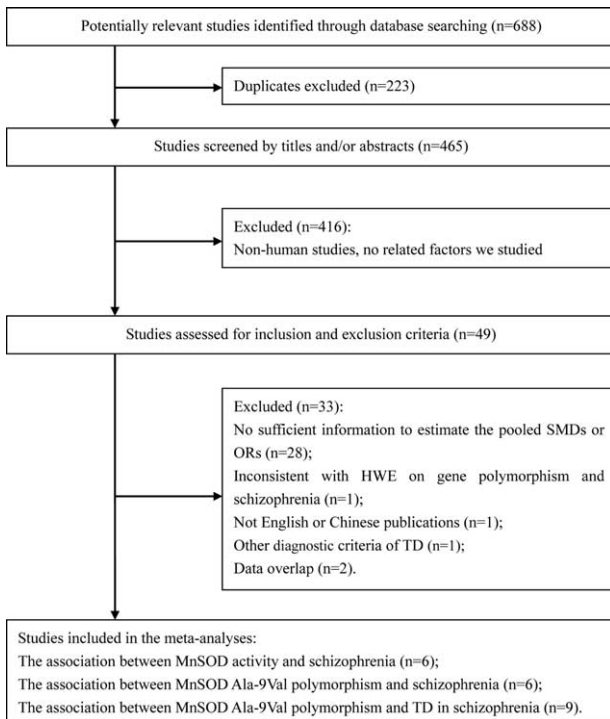 Potentially relevant studies identified through database searching (n=688)
Duplicates excluded (n=223)
Studies screened by titles and/or abstracts (n=465)
Excluded (n=416):
Non-human studies, no related factors we studied
Studies assessed for inclusion and exclusion criteria (n=49)
Excluded (n=33):
No sufficient information to estimate the pooled SMDs or
ORs (n=28);
Inconsistent with HWE on gene polymorphism and
schizophrenia (n=1);
Not English or Chinese publications (n=1);
Other diagnostic criteria of TD (n=1);
Data overlap (n=2).
Studies included in the meta-analyses:
The association between MnSOD activity and schizophrenia (n=6);
The association between MnSOD Ala-9Val polymorphism and schizophrenia (n=6);
The association between MnSOD Ala-9Val polymorphism and TD in schizophrenia (n=9).